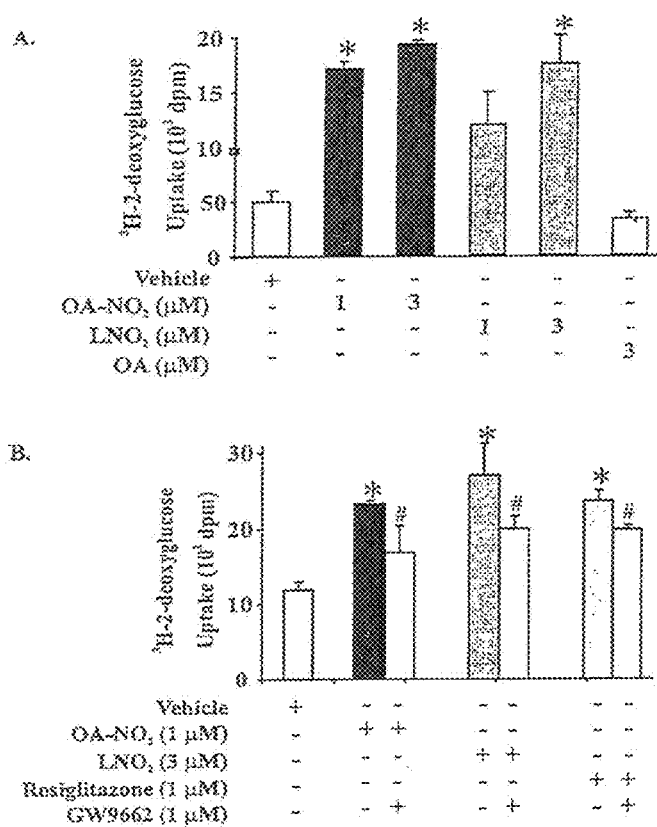 A.
³H-2-deoxyglucose
Uptake (10³ dpm)
20
15
10
50
0
* * *
Vehicle + - - - - -
OA-NO₂ (μM) - 1 3 - - -
LNO₂ (μM) - - - 1 3 -
OA (μM) - - - - - 3
B.
³H-2-deoxyglucose
Uptake (10³ dpm)
30
20
10
0
* # * # * #
Vehicle + - - - - - -
OA-NO₂ (1 μM) - + + - - - -
LNO₂ (3 μM) - - - + + - -
Rosiglitazone (1 μM) - - - - - + +
GW9662 (1 μM) - - + - + - +